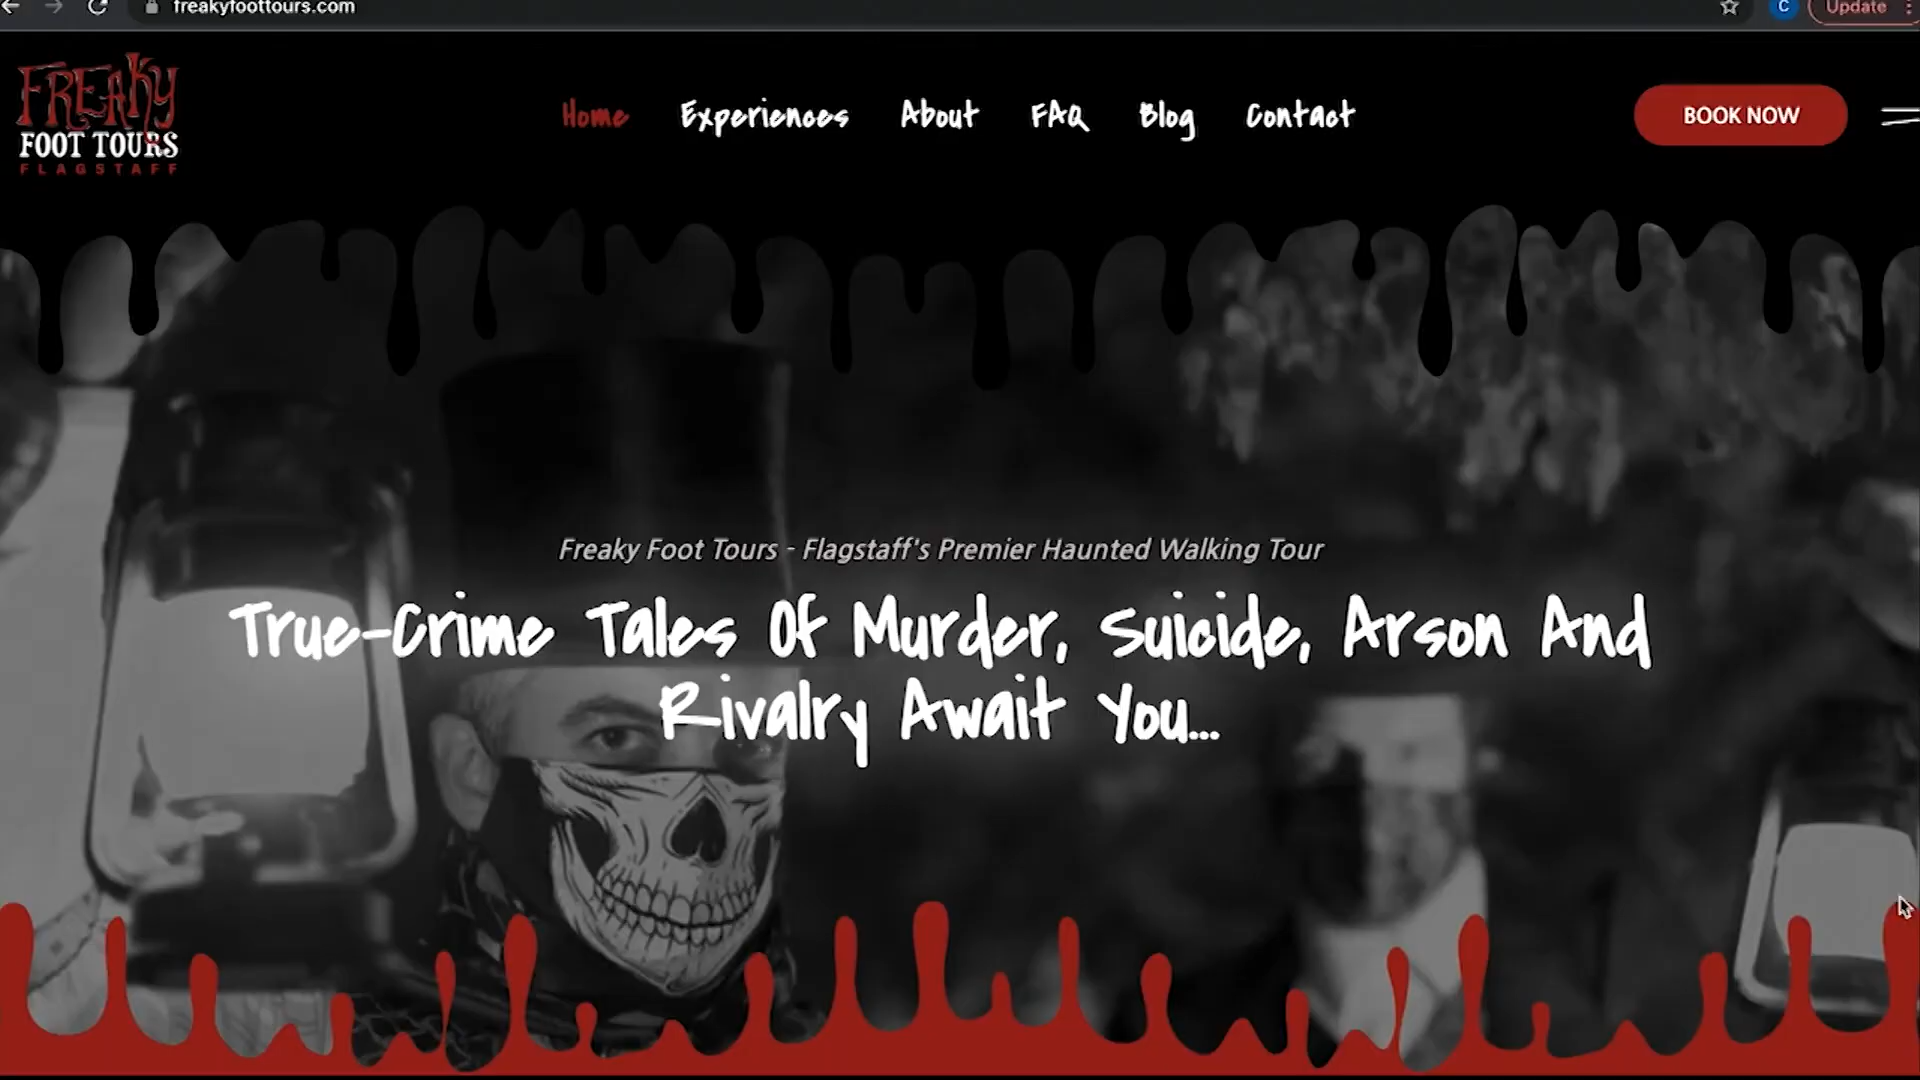 freakyfoottours.com
C
Update
FREAKY
FOOT TOURS
FLAGSTAFF
Home
Experiences
About
FAQ
Blog
Contact
BOOK NOW
Freaky Foot Tours - Flagstaff's Premier Haunted Walking Tour
True-Crime Tales Of Murder, Suicide, Arson And
Rivalry Await You...